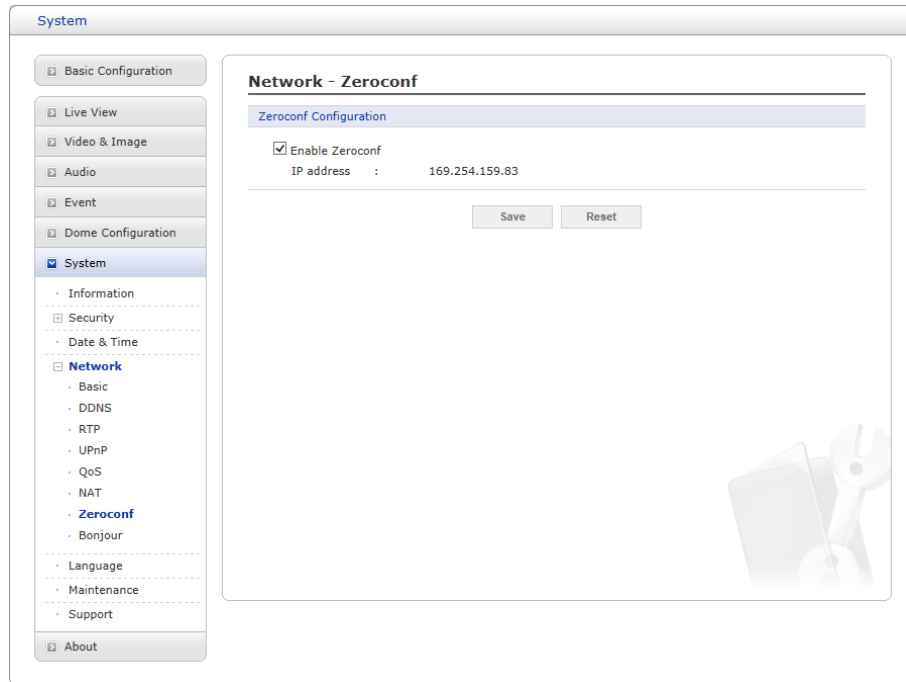 System
Basic Configuration
Live View
Video & Image
Audio
Event
Dome Configuration
System
Information
Security
Date & Time
Network
Basic
DDNS
RTP
UPnP
QoS
NAT
Zeroconf
Bonjour
Language
Maintenance
Support
About
Network - Zeroconf
Zeroconf Configuration
Enable Zeroconf
IP address : 169.254.159.83
Save Reset